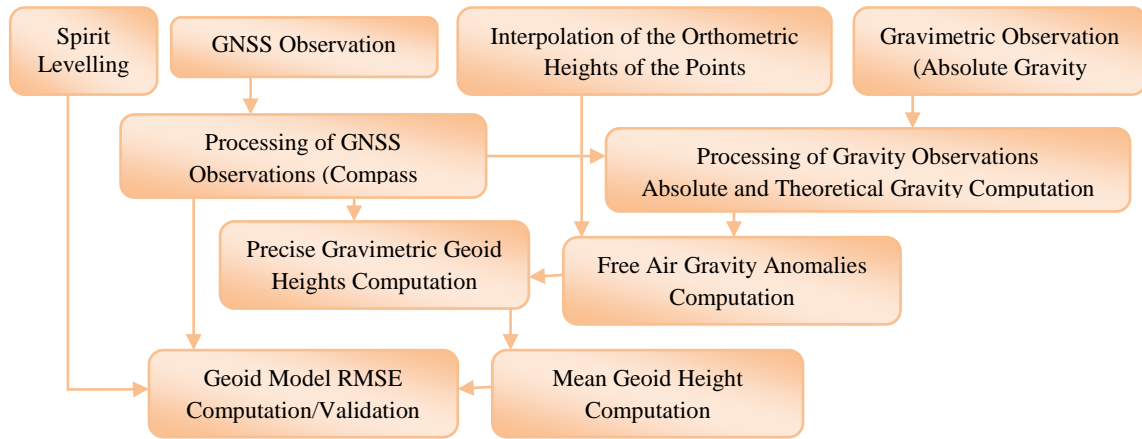 Spirit
Levelling
GNSS Observation
Interpolation of the Orthometric
Heights of the Points
Gravimetric Observation
(Absolute Gravity
Processing of GNSS
Observations (Compass
Processing of Gravity Observations
Absolute and Theoretical Gravity Computation
Precise Gravimetric Geoid
Heights Computation
Free Air Gravity Anomalies
Computation
Geoid Model RMSE
Computation/Validation
Mean Geoid Height
Computation